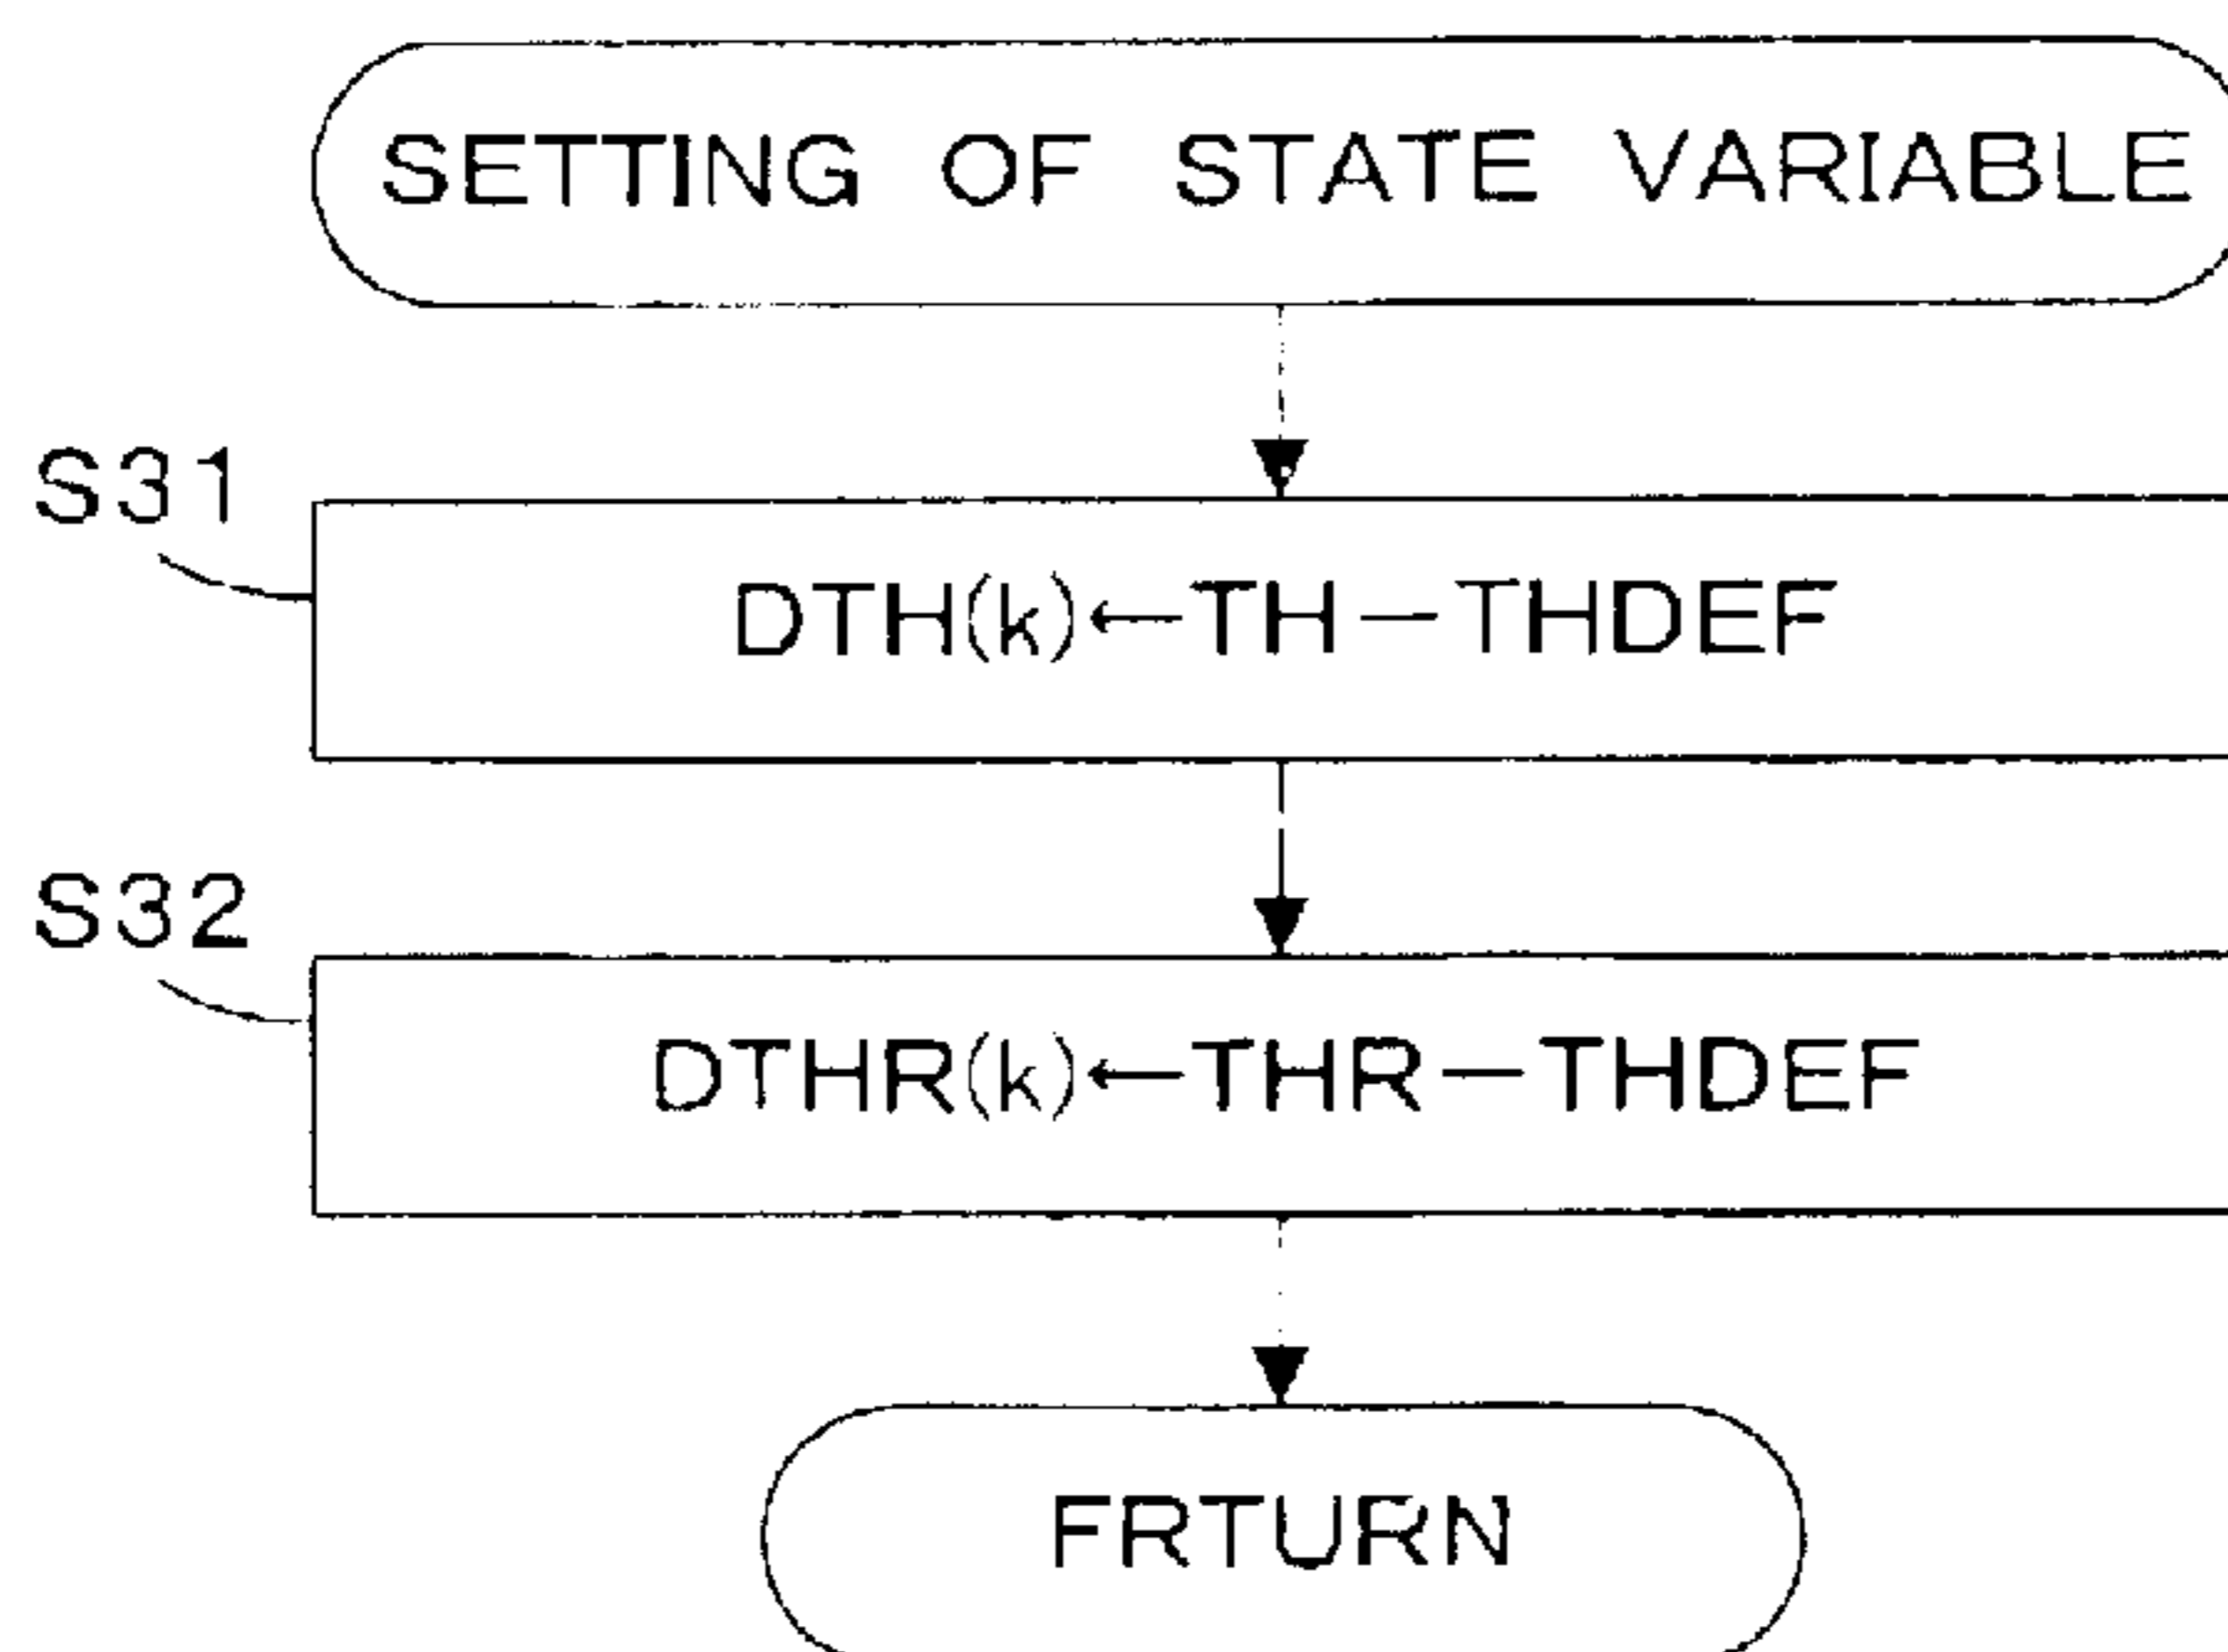 SETTING OF STATE VARIABLE
S31
DTH(k)←TH—THDEF
S32
DTHR(k)←THR—THDEF
FRTURN